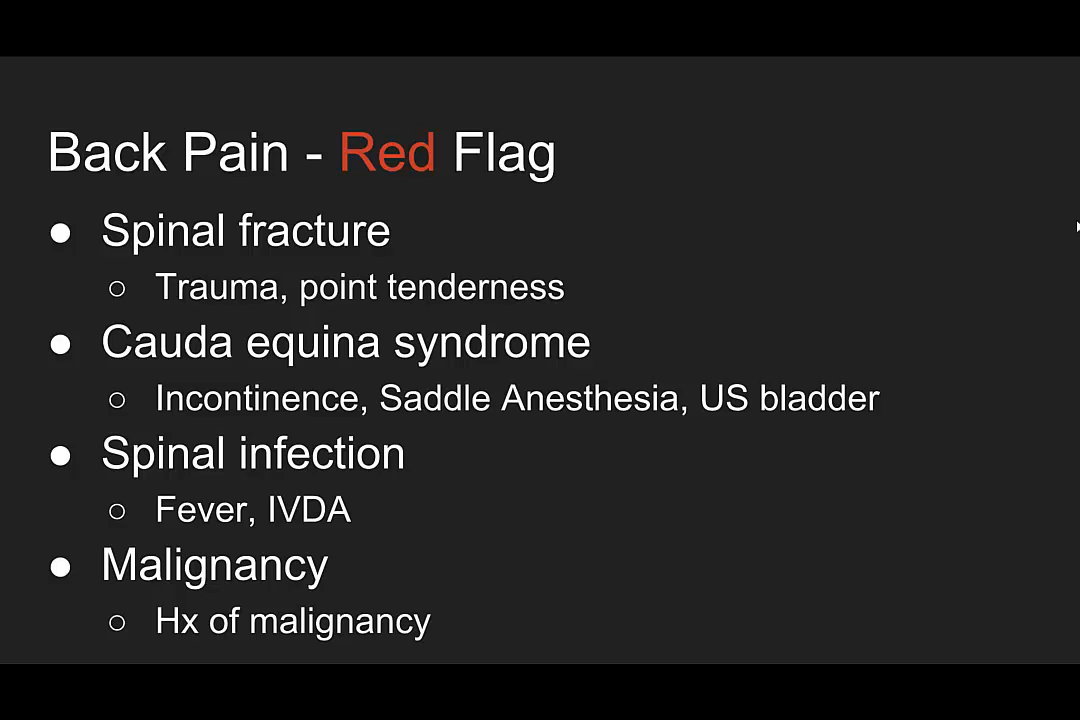 Back Pain - Red Flag
● Spinal fracture
○ Trauma, point tenderness
● Cauda equina syndrome
○ Incontinence, Saddle Anesthesia, US bladder
● Spinal infection
○ Fever, IVDA
● Malignancy
○ Hx of malignancy